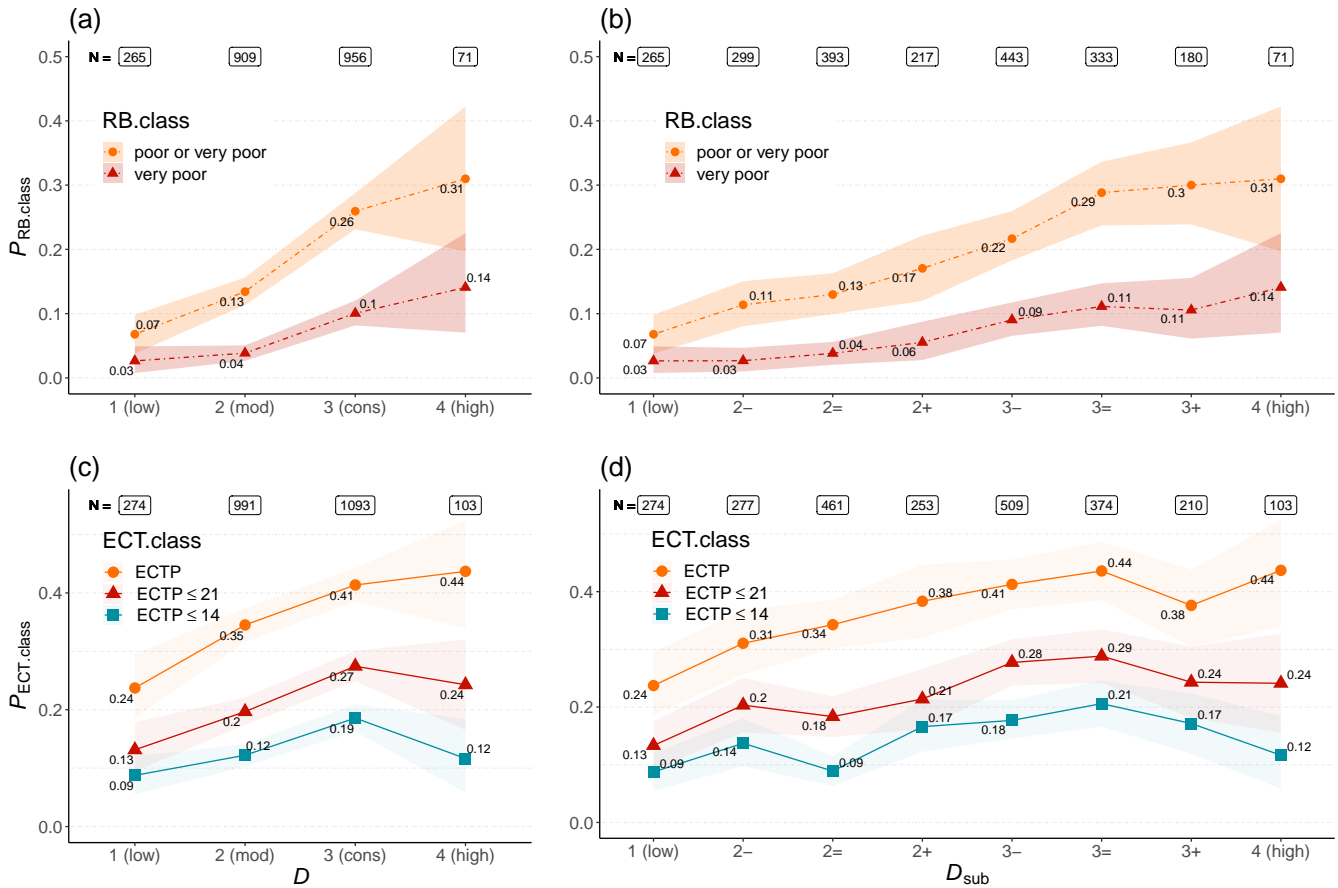 (a)
N = 265 909 956 71
0.5
0.4
0.3
0.2
0.1
0.0
P RB.class
RB.class
poor or very poor
very poor
0.07 0.13 0.26 0.31
0.03 0.04 0.1 0.14
1 (low) 2 (mod) 3 (cons) 4 (high)
(b)
N = 265 299 393 217 443 333 180 71
0.5
0.4
0.3
0.2
0.1
0.0
RB.class
poor or very poor
very poor
0.07 0.11 0.13 0.17 0.22 0.29 0.3 0.31
0.03 0.03 0.04 0.06 0.09 0.11 0.11 0.14
1 (low) 2− 2= 2+ 3− 3= 3+ 4 (high)
(c)
N = 274 991 1093 103
0.4
0.2
0.0
P ECT.class
ECT.class
ECTP
ECTP ≤ 21
ECTP ≤ 14
0.24 0.35 0.41 0.44
0.13 0.2 0.27 0.24
0.09 0.12 0.19 0.12
1 (low) 2 (mod) 3 (cons) 4 (high)
D
(d)
N = 274 277 461 253 509 374 210 103
0.4
0.2
0.0
ECT.class
ECTP
ECTP ≤ 21
ECTP ≤ 14
0.24 0.31 0.34 0.38 0.41 0.44 0.38 0.44
0.13 0.2 0.18 0.21 0.28 0.29 0.24 0.24
0.09 0.14 0.09 0.17 0.18 0.21 0.17 0.12
1 (low) 2− 2= 2+ 3− 3= 3+ 4 (high)
D sub